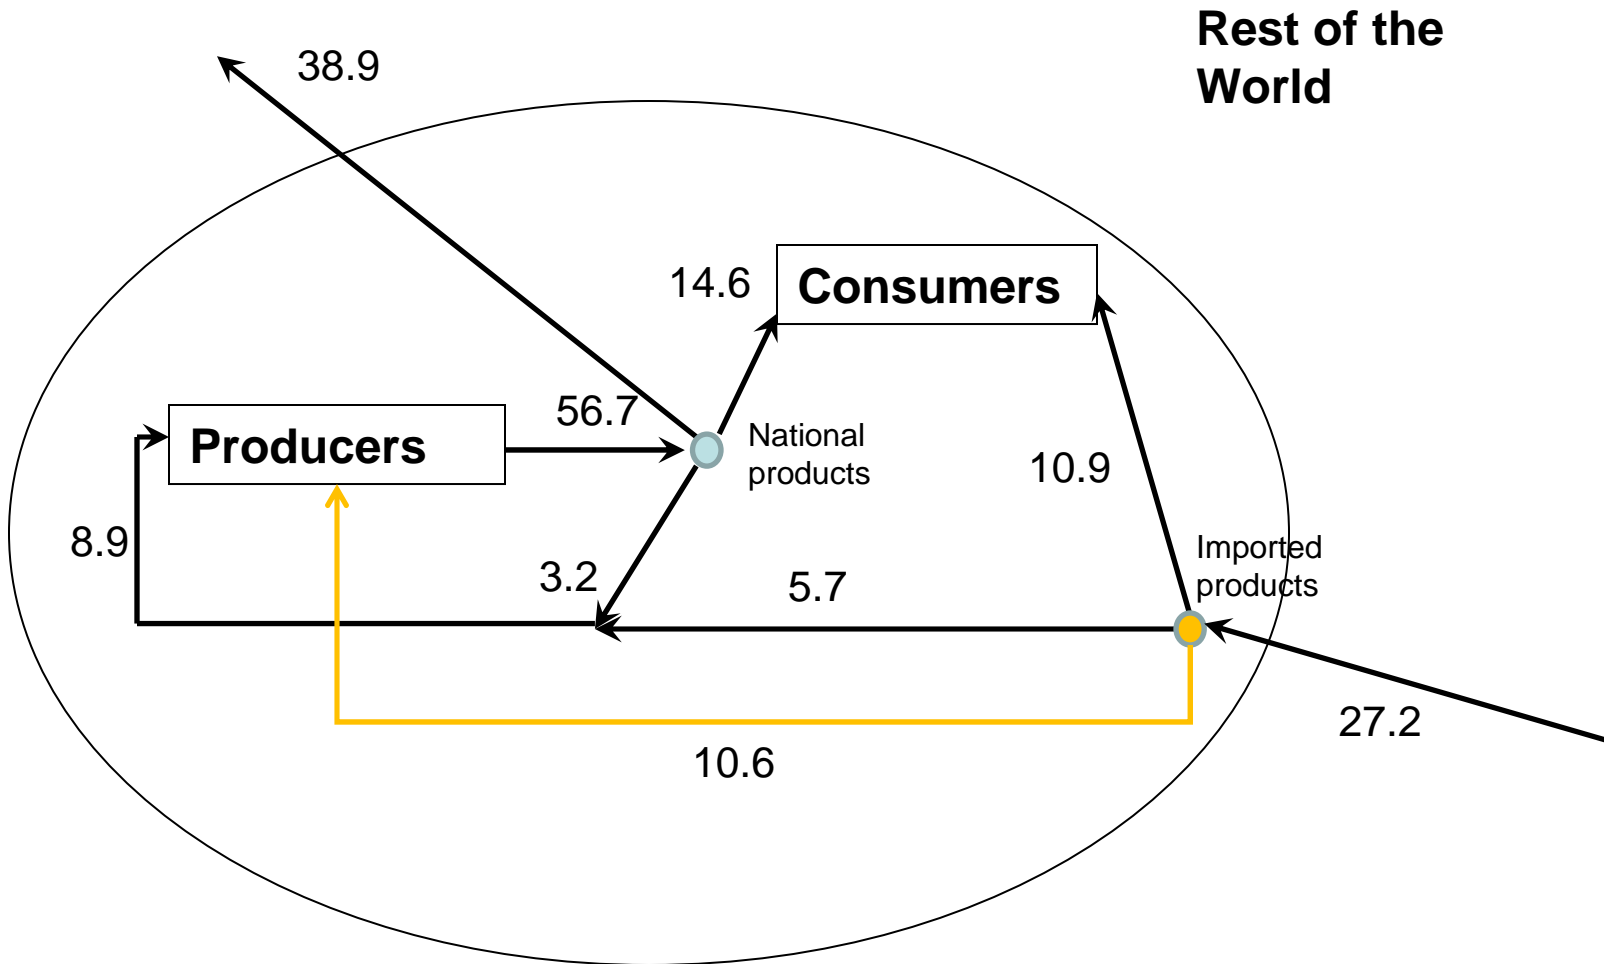 Rest of the
World
38.9
14.6
Consumers
56.7
Producers
National
products
10.9
8.9
Imported
products
3.2
5.7
27.2
10.6